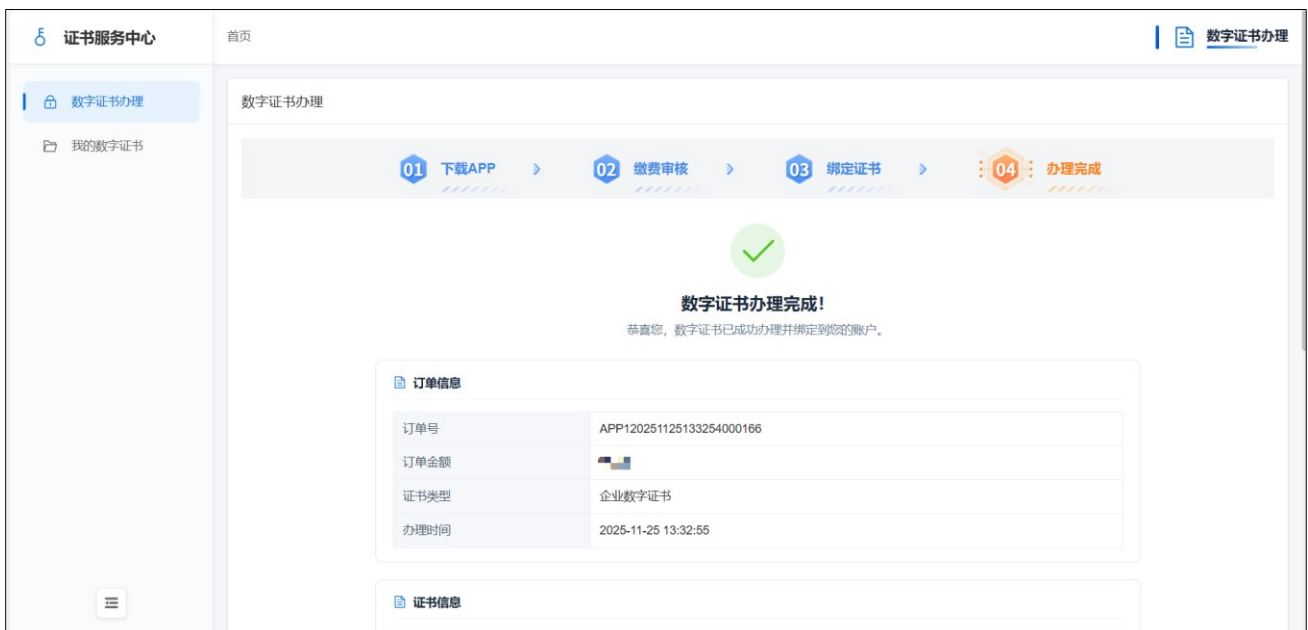 证书服务中心
首页
数字证书办理
数字证书办理
我的数字证书
数字证书办理
01 下载APP
02 缴费审核
03 绑定证书
04 办理完成
数字证书办理完成！
恭喜您，数字证书已成功办理并绑定到您的账户。
订单信息
订单号 APP120251125133254000166
订单金额
证书类型 企业数字证书
办理时间 2025-11-25 13:32:55
证书信息